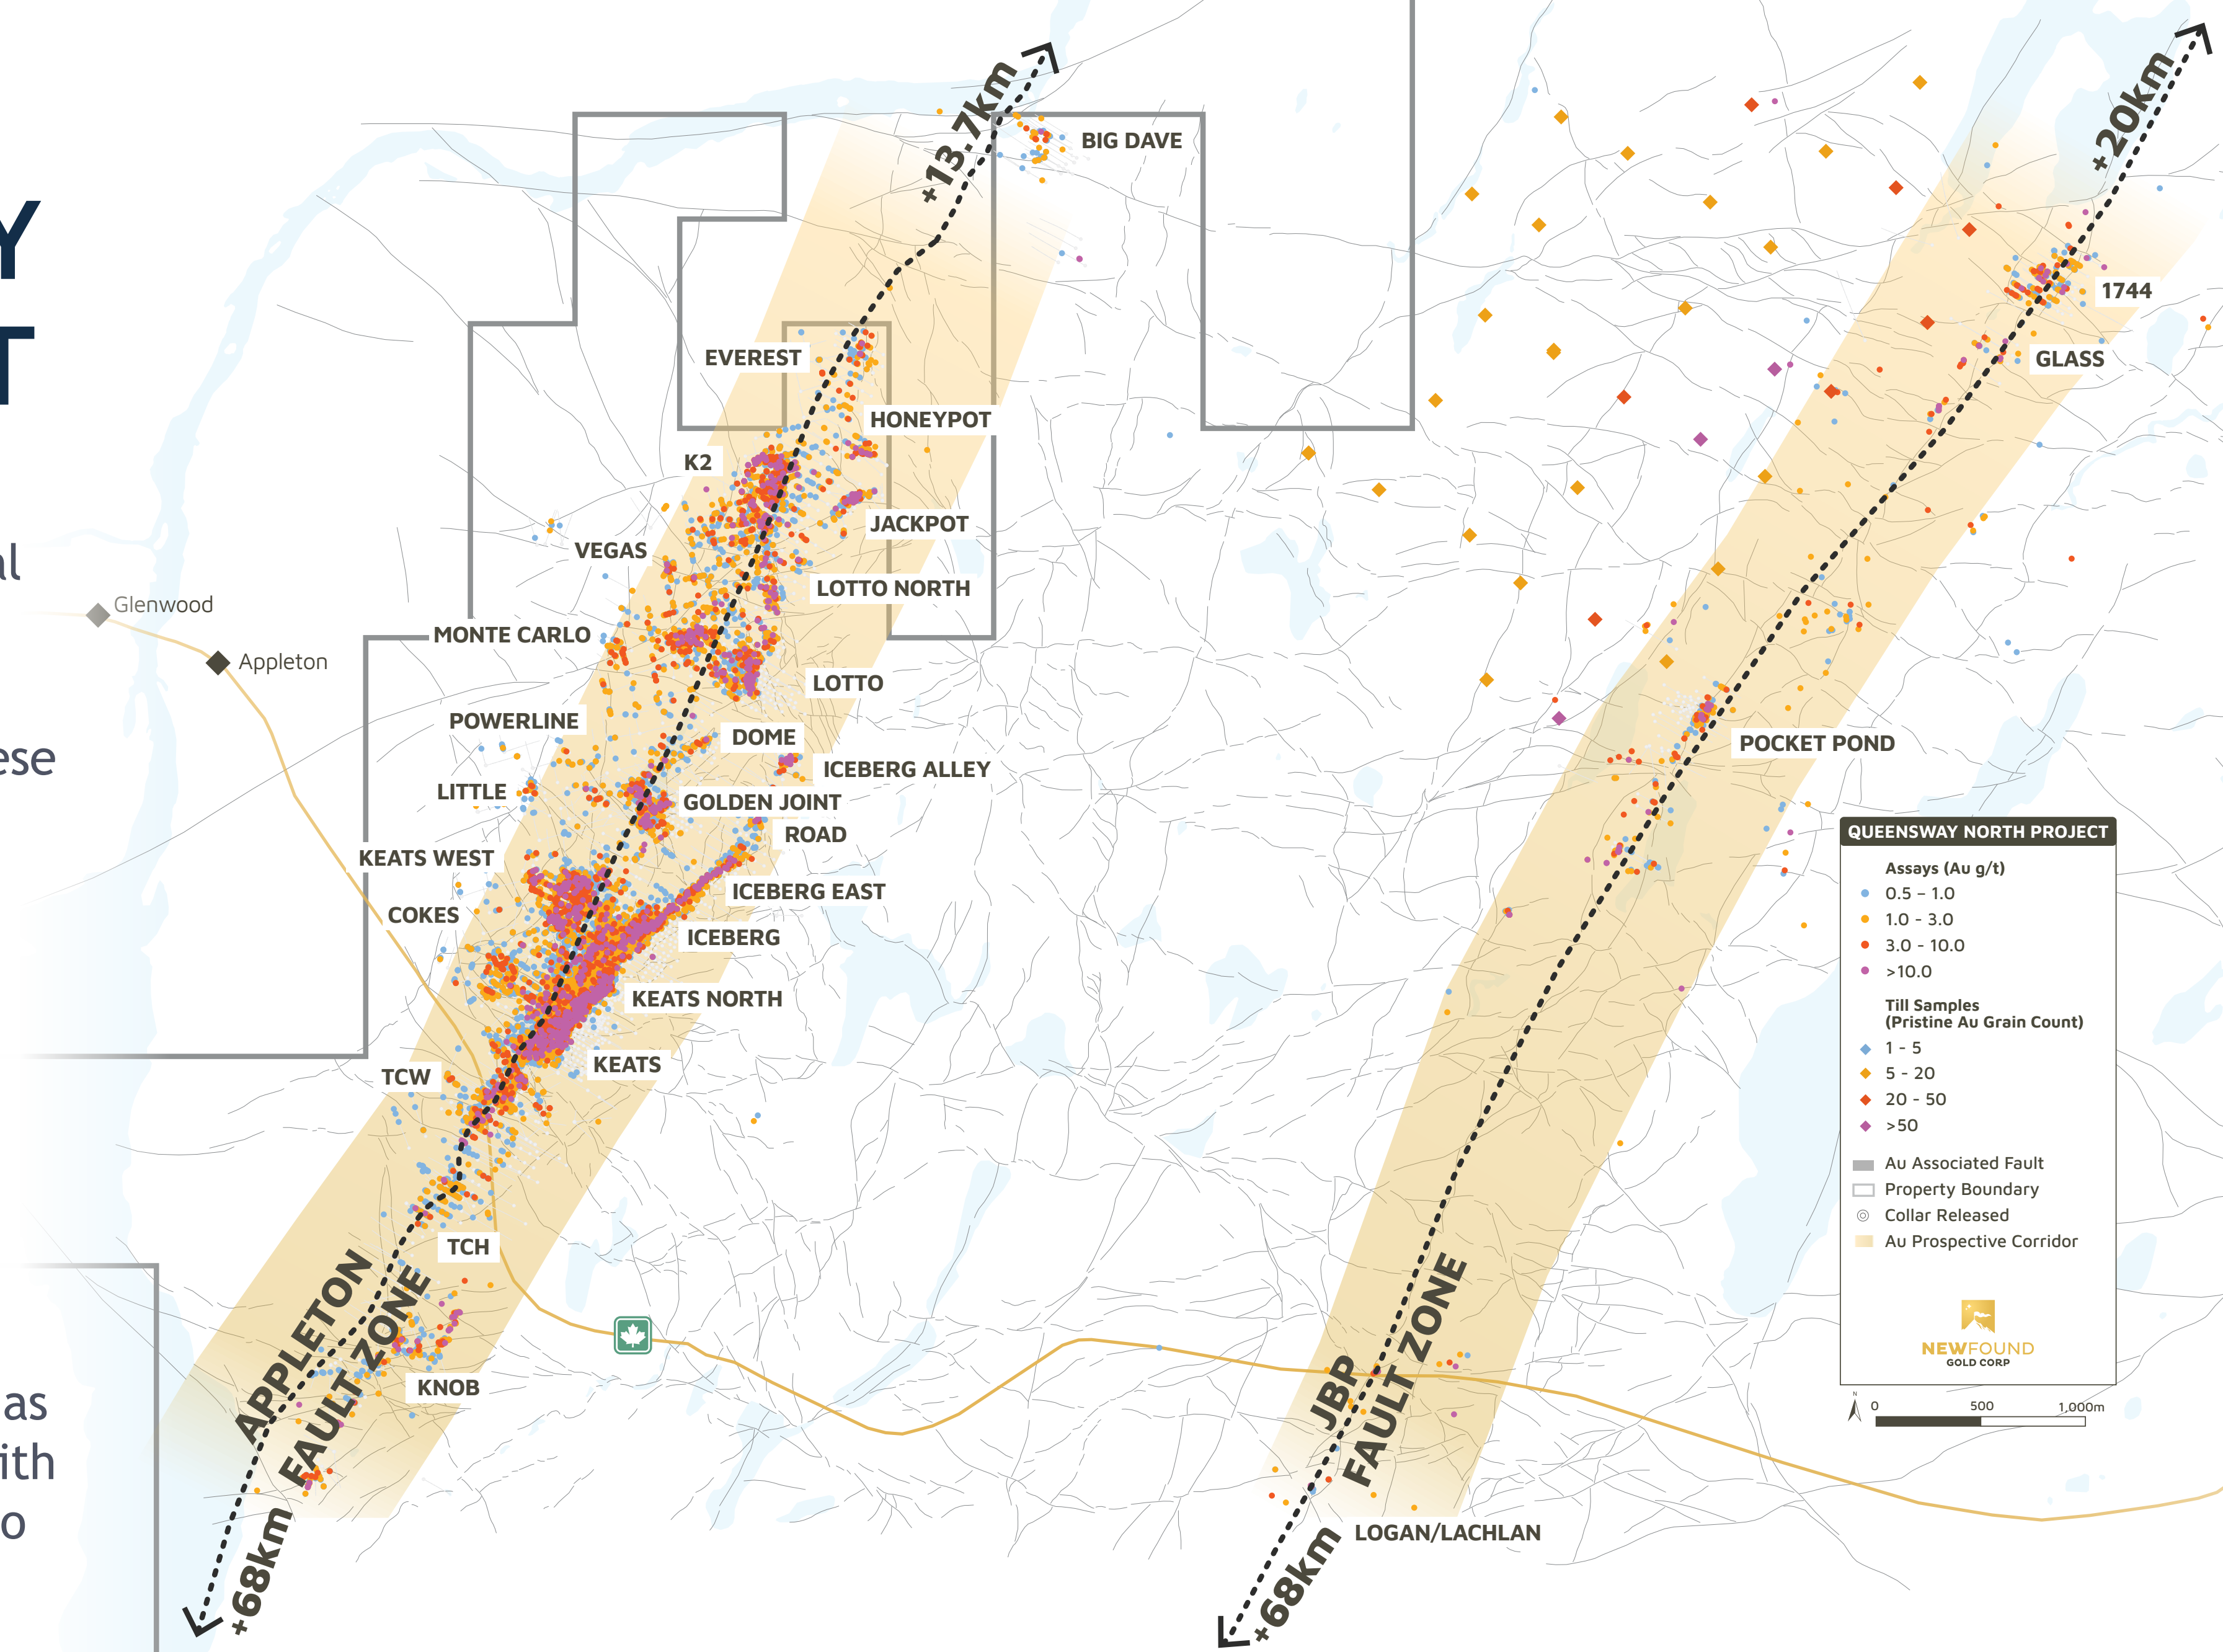 Y
T
al
ese
as
ith
o
Glenwood
Appleton
+13.7km
BIG DAVE
EVEREST
HONEYPOT
K2
JACKPOT
VEGAS
LOTTO NORTH
MONTE CARLO
LOTTO
POWERLINE
DOME
ICEBERG ALLEY
LITTLE
GOLDEN JOINT
ROAD
KEATS WEST
ICEBERG EAST
COKES
ICEBERG
KEATS NORTH
KEATS
TCW
TCH
KNOB
APPLETON
FAULT ZONE
+68km
+20km
1744
GLASS
POCKET POND
JBP
FAULT ZONE
LOGAN/LACHLAN
+68km
QUEENSWAY NORTH PROJECT
Assays (Au g/t)
0.5 – 1.0
1.0 - 3.0
3.0 - 10.0
>10.0
Till Samples
(Pristine Au Grain Count)
1 - 5
5 - 20
20 - 50
>50
Au Associated Fault
Property Boundary
Collar Released
Au Prospective Corridor
NEWFOUND
GOLD CORP
N
0 500 1,000m